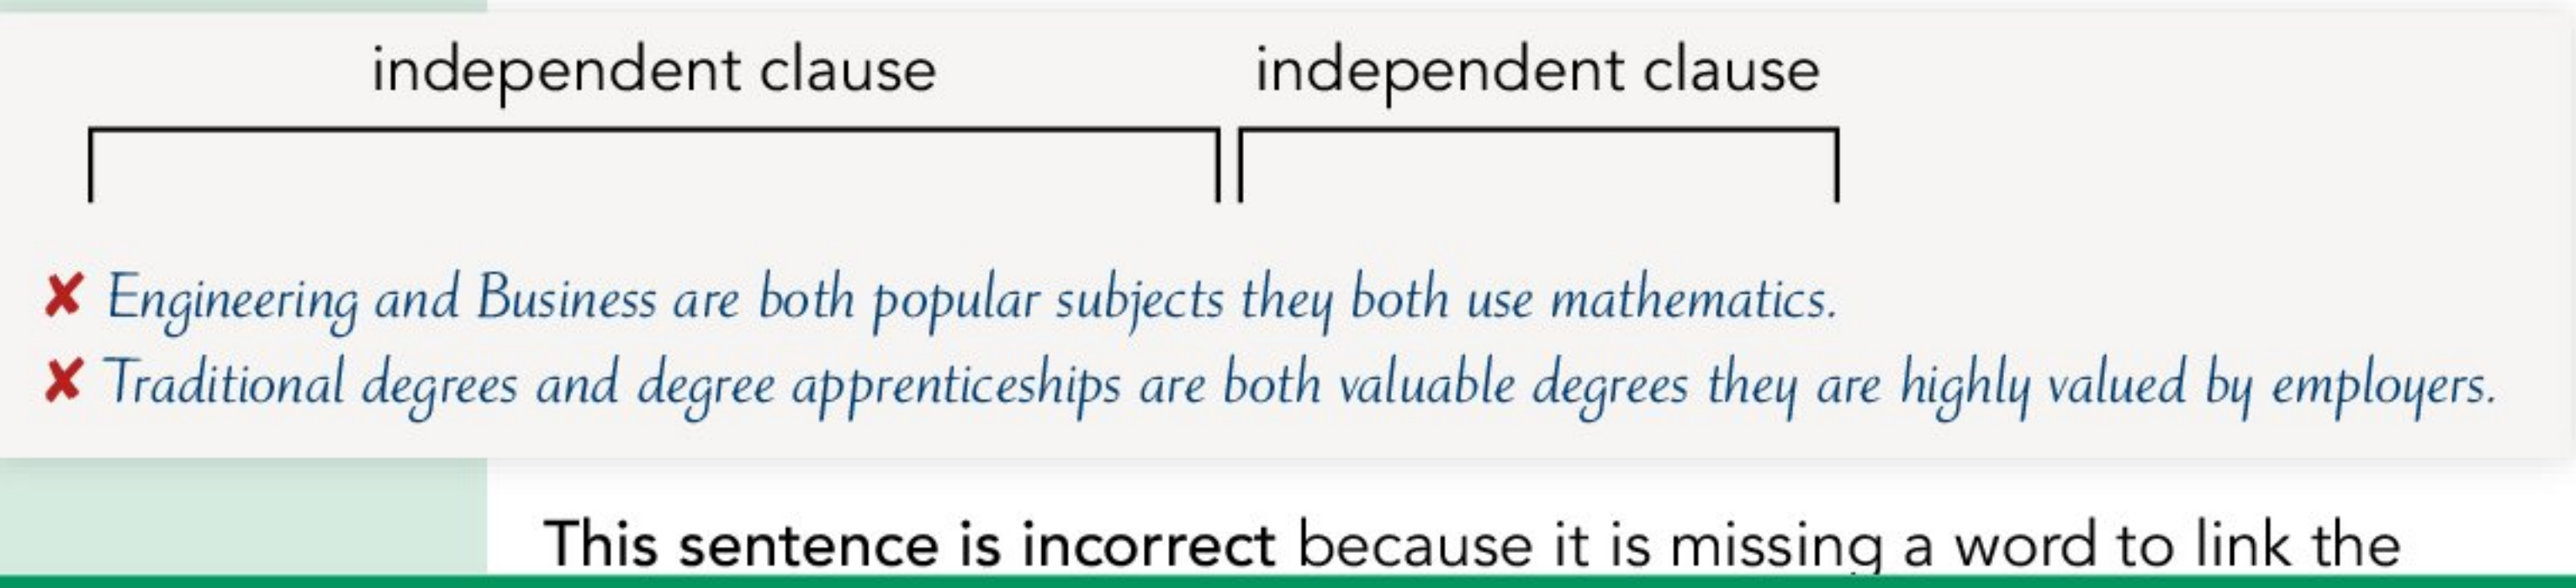 independent clause independent clause
✘ Engineering and Business are both popular subjects they both use mathematics.
✘ Traditional degrees and degree apprenticeships are both valuable degrees they are highly valued by employers.
This sentence is incorrect because it is missing a word to link the